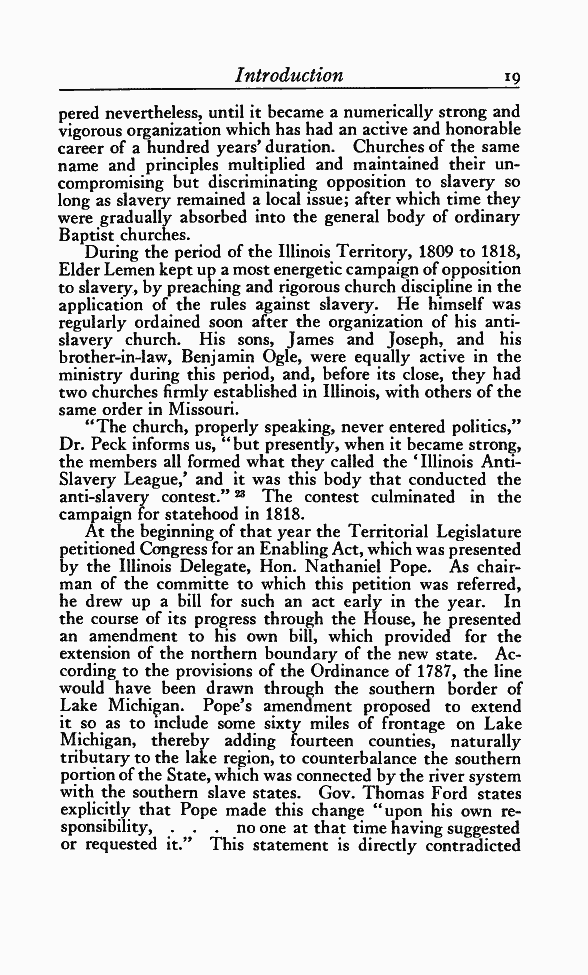 Introduction 19
pered nevertheless, until it became a numerically strong and
vigorous organization which has had an active and honorable
career of a hundred years' duration. Churches of the same
name and principles multiplied and maintained their un-
compromising but discriminating opposition to slavery so
long as slavery remained a local issue; after which time they
were gradually absorbed into the general body of ordinary
Baptist churches.
During the period of the Illinois Territory, 1809 to 1818,
Elder Lemen kept up a most energetic campaign of opposition
to slavery, by preaching and rigorous church discipline in the
application of the rules against slavery. He himself was
regularly ordained soon after the organization of his anti-
slavery church. His sons, James and Joseph, and his
brother-in-law, Benjamin Ogle, were equally active in the
ministry during this period, and, before its close, they had
two churches firmly established in Illinois, with others of the
same order in Missouri.
"The church, properly speaking, never entered politics,"
Dr. Peck informs us, "but presently, when it became strong,
the members all formed what they called the 'Illinois Anti-
Slavery League,' and it was this body that conducted the
anti-slavery contest." 23 The contest culminated in the
campaign for statehood in 1818.
At the beginning of that year the Territorial Legislature
petitioned Congress for an Enabling Act, which was presented
by the Illinois Delegate, Hon. Nathaniel Pope. As chair-
man of the committe to which this petition was referred,
he drew up a bill for such an act early in the year. In
the course of its progress through the House, he presented
an amendment to his own bill, which provided for the
extension of the northern boundary of the new state. Ac-
cording to the provisions of the Ordinance of 1787, the line
would have been drawn through the southern border of
Lake Michigan. Pope's amendment proposed to extend
it so as to include some sixty miles of frontage on Lake
Michigan, thereby adding fourteen counties, naturally
tributary to the lake region, to counterbalance the southern
portion of the State, which was connected by the river system
with the southern slave states. Gov. Thomas Ford states
explicitly that Pope made this change "upon his own re-
sponsibility, . . . no one at that time having suggested
or requested it." This statement is directly contradicted